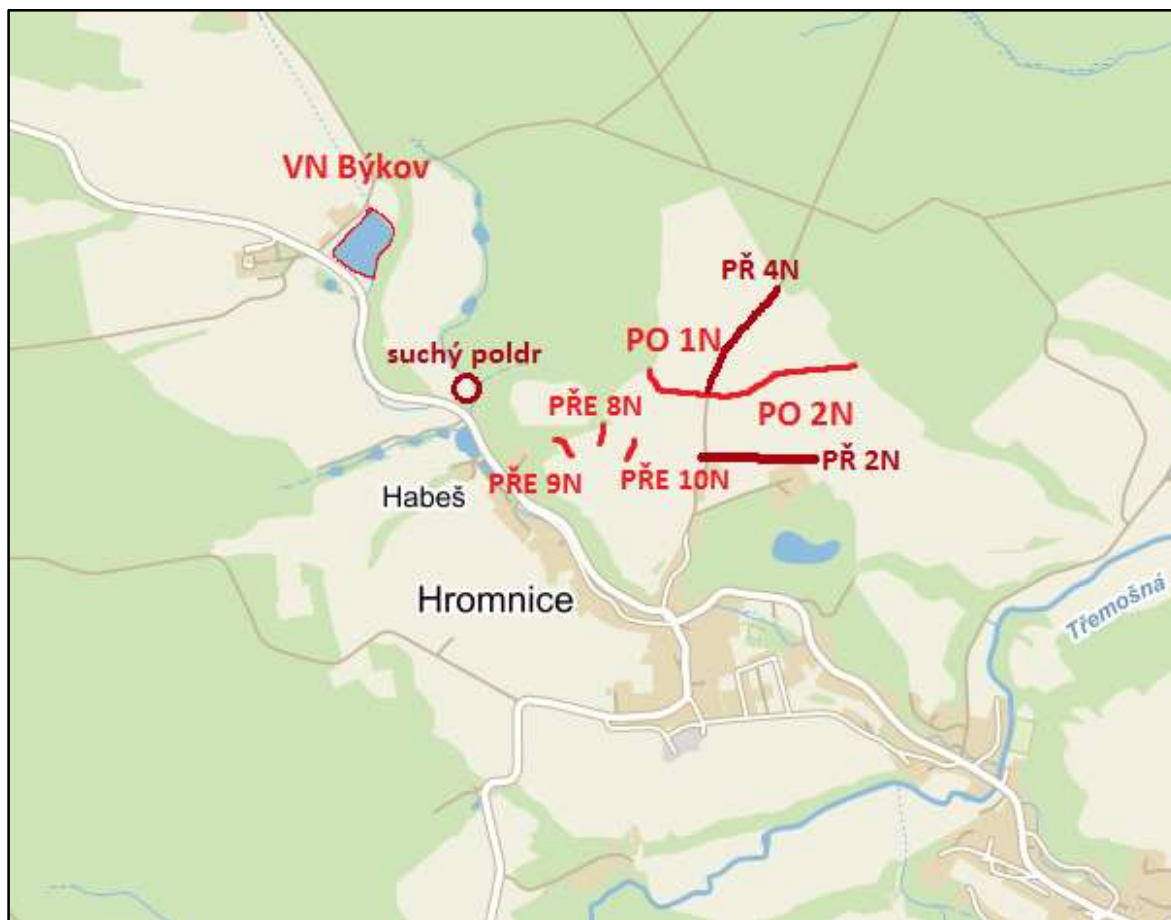 VN Býkov
PŘ 4N
PO 1N
suchý poldr
PŘE 8N
PO 2N
PŘ 2N
PŘE 9N
PŘE 10N
Habeš
Hromnice
Třemošná